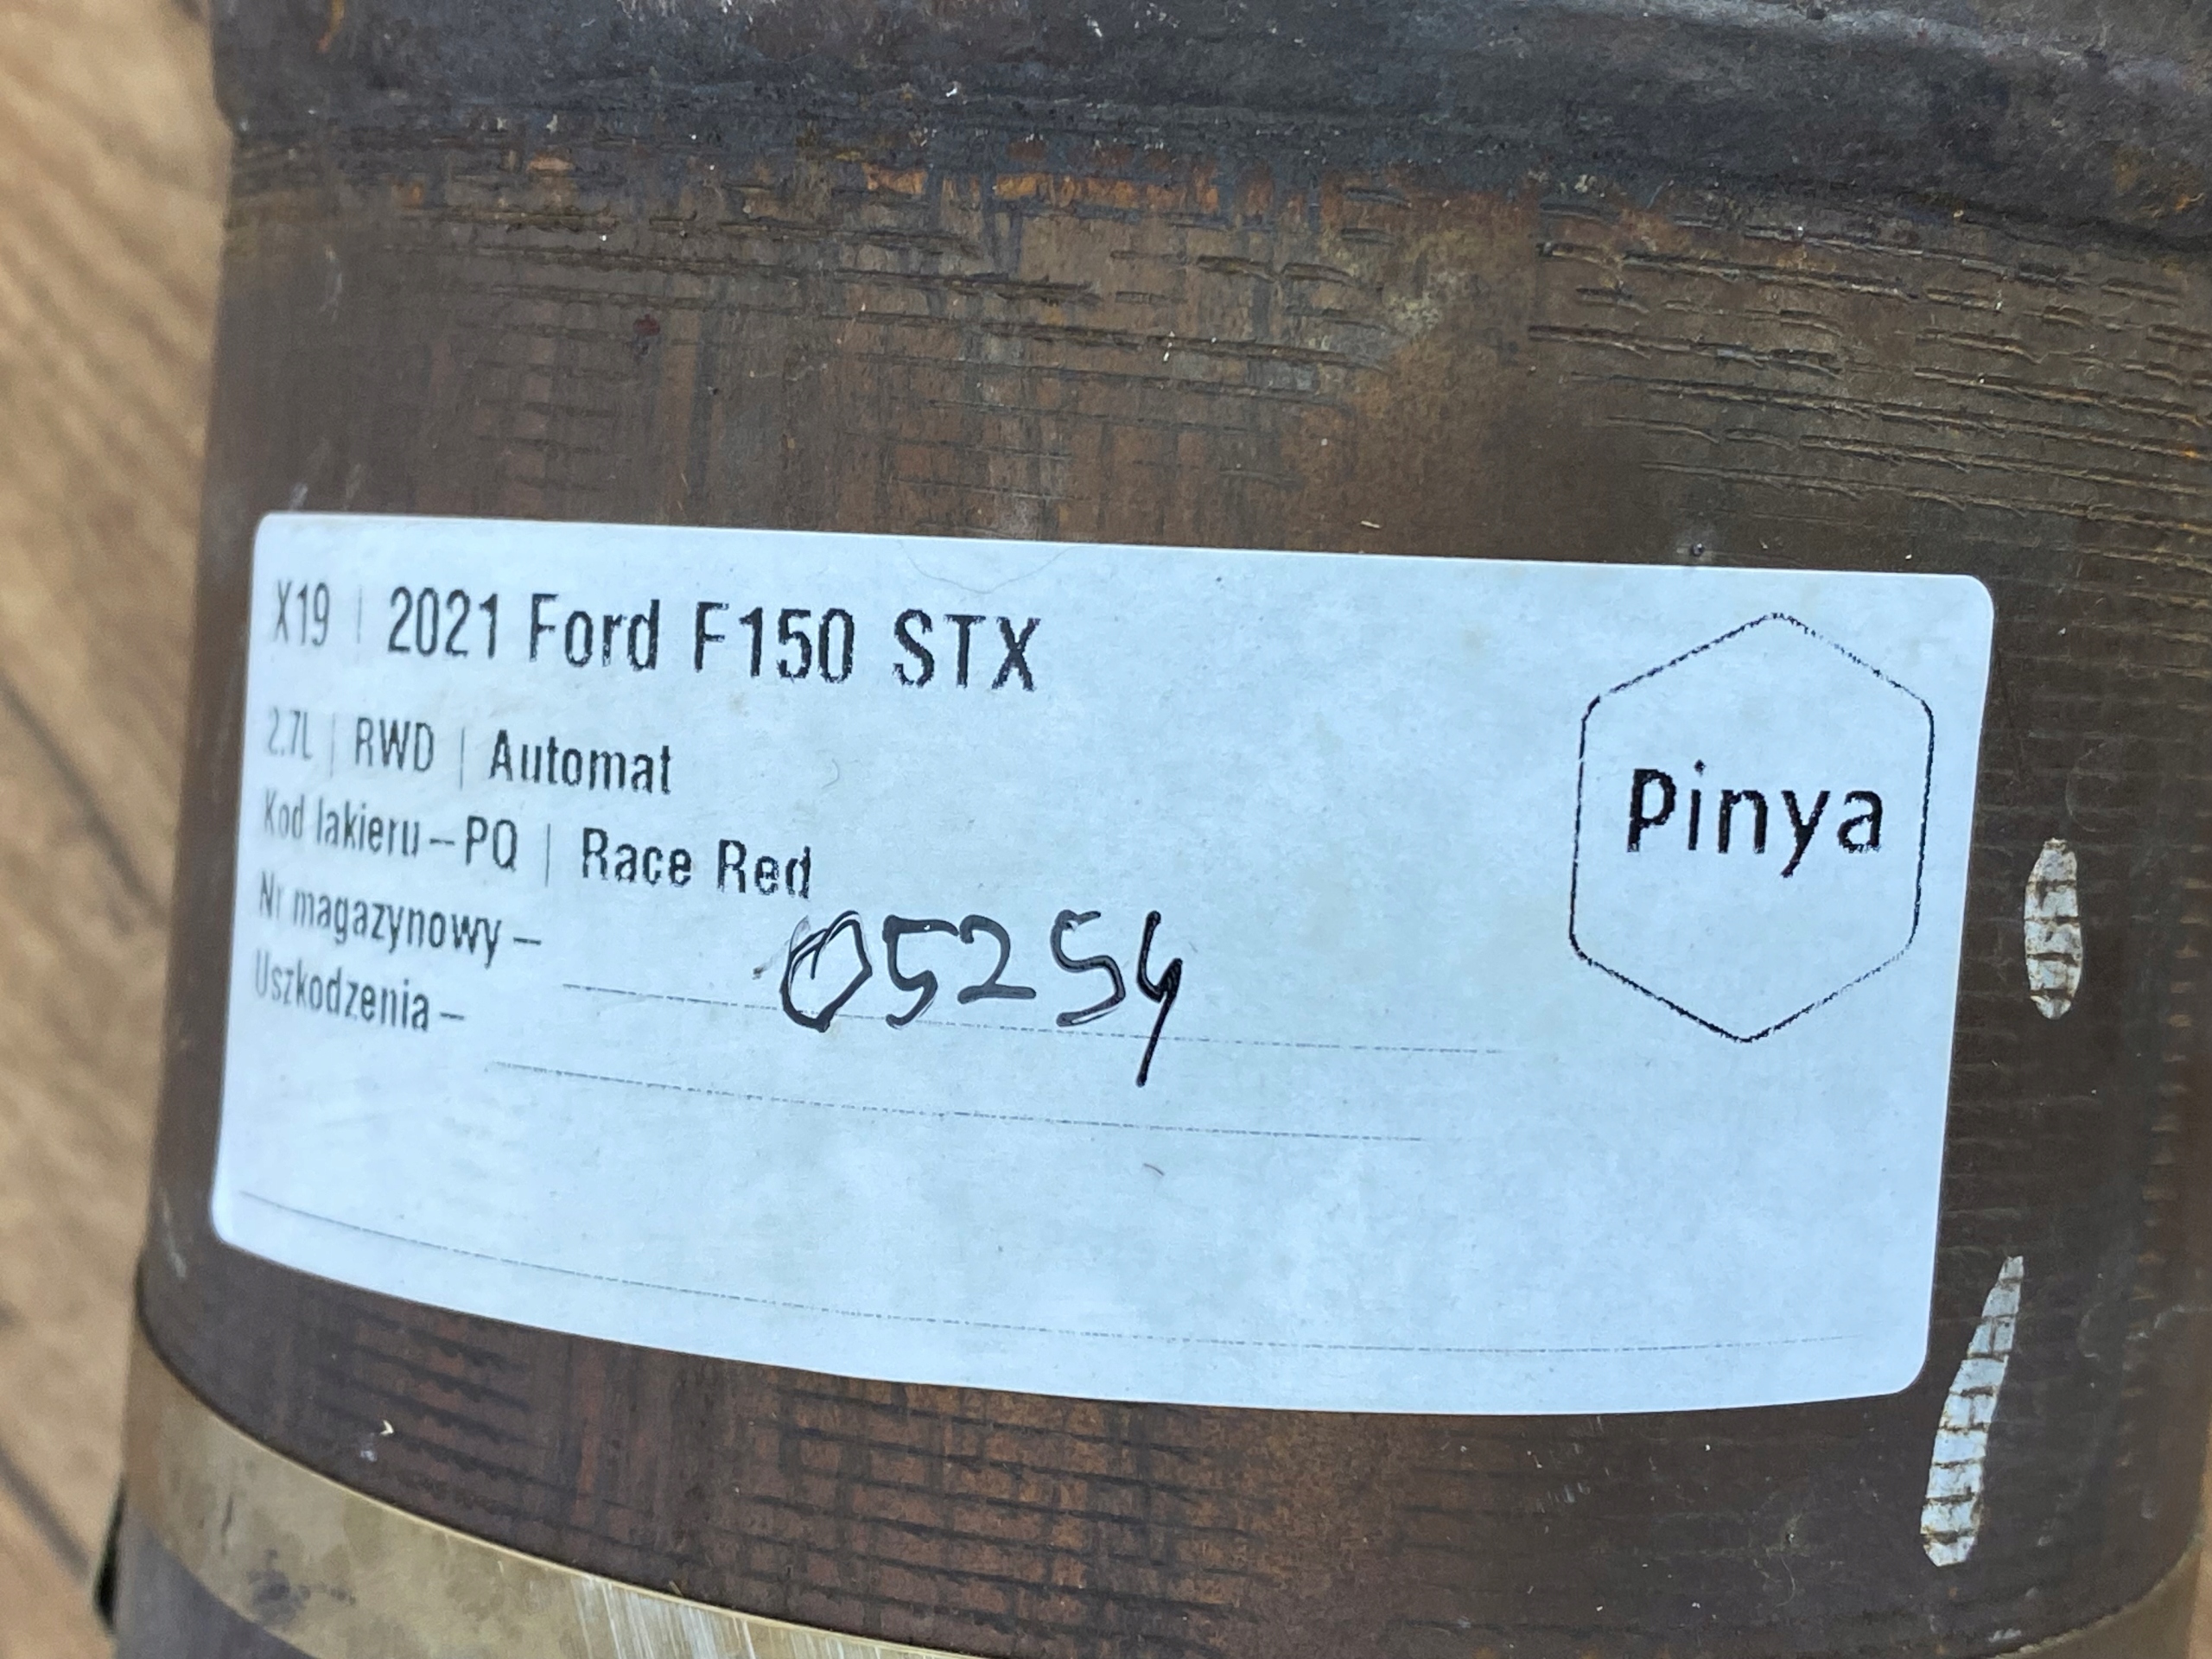 X19 | 2021 Ford F150 STX
2.7L | RWD | Automat
Kod lakieru – PQ | Race Red
Nr magazynowy – 05254
Uszkodzenia –
Pinya